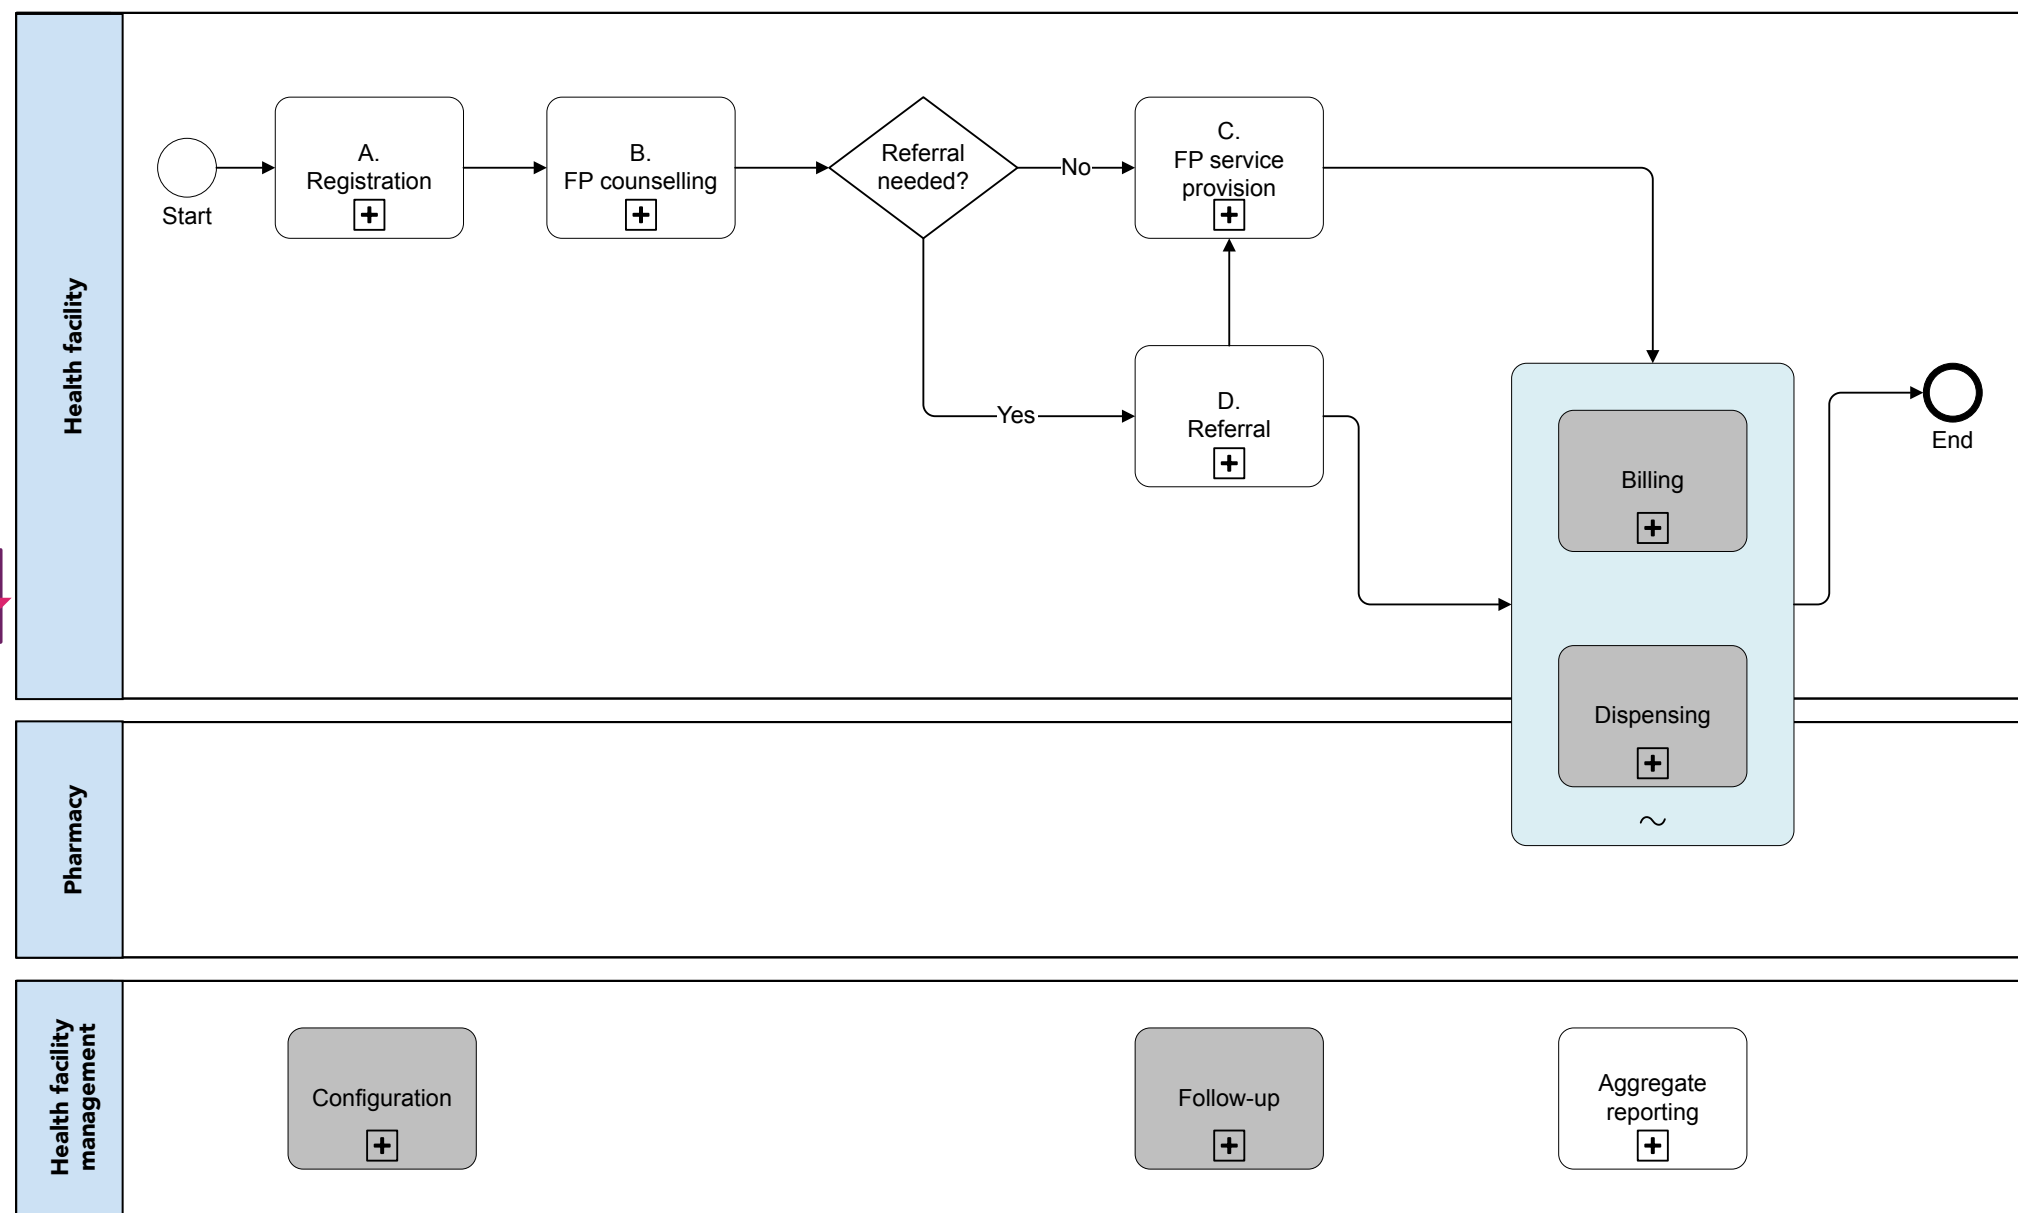 Health facility
Start
A.
Registration
B.
FP counselling
Referral
needed?
No
C.
FP service
provision
Yes
D.
Referral
Billing
End
Dispensing
Pharmacy
Health facility
management
Configuration
Follow-up
Aggregate
reporting